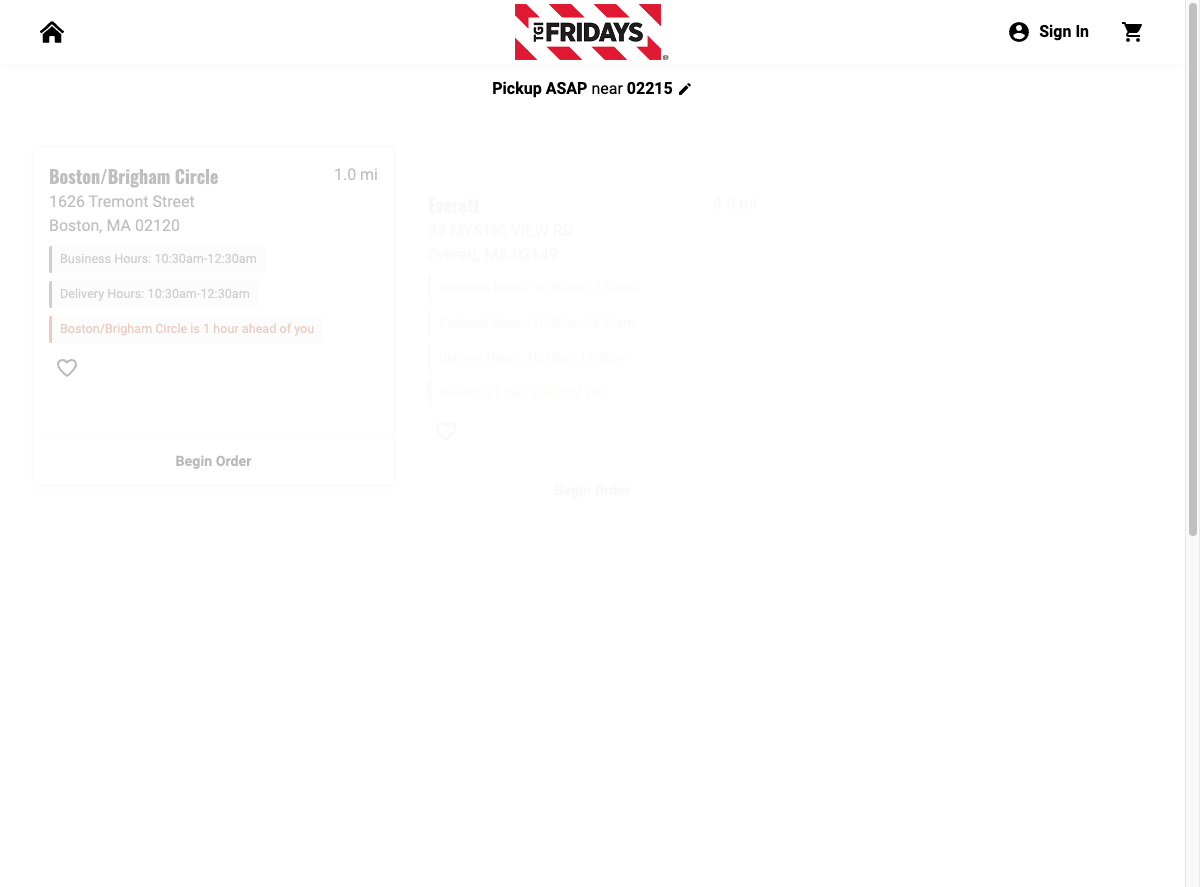 TGI FRIDAYS
Sign In
Pickup ASAP near 02215
Boston/Brigham Circle
1.0 mi
1626 Tremont Street
Boston, MA 02120
Business Hours: 10:30am-12:30am
Delivery Hours: 10:30am-12:30am
Boston/Brigham Circle is 1 hour ahead of you
Begin Order
Everett
4.0 mi
33 MYSTIC VIEW RD
Everett, MA 02149
Business Hours: 10:30am-12:30am
Curbside Hours: 10:30am-12:30am
Delivery Hours: 10:30am-12:30am
Everett is 1 hour ahead of you
Begin Order